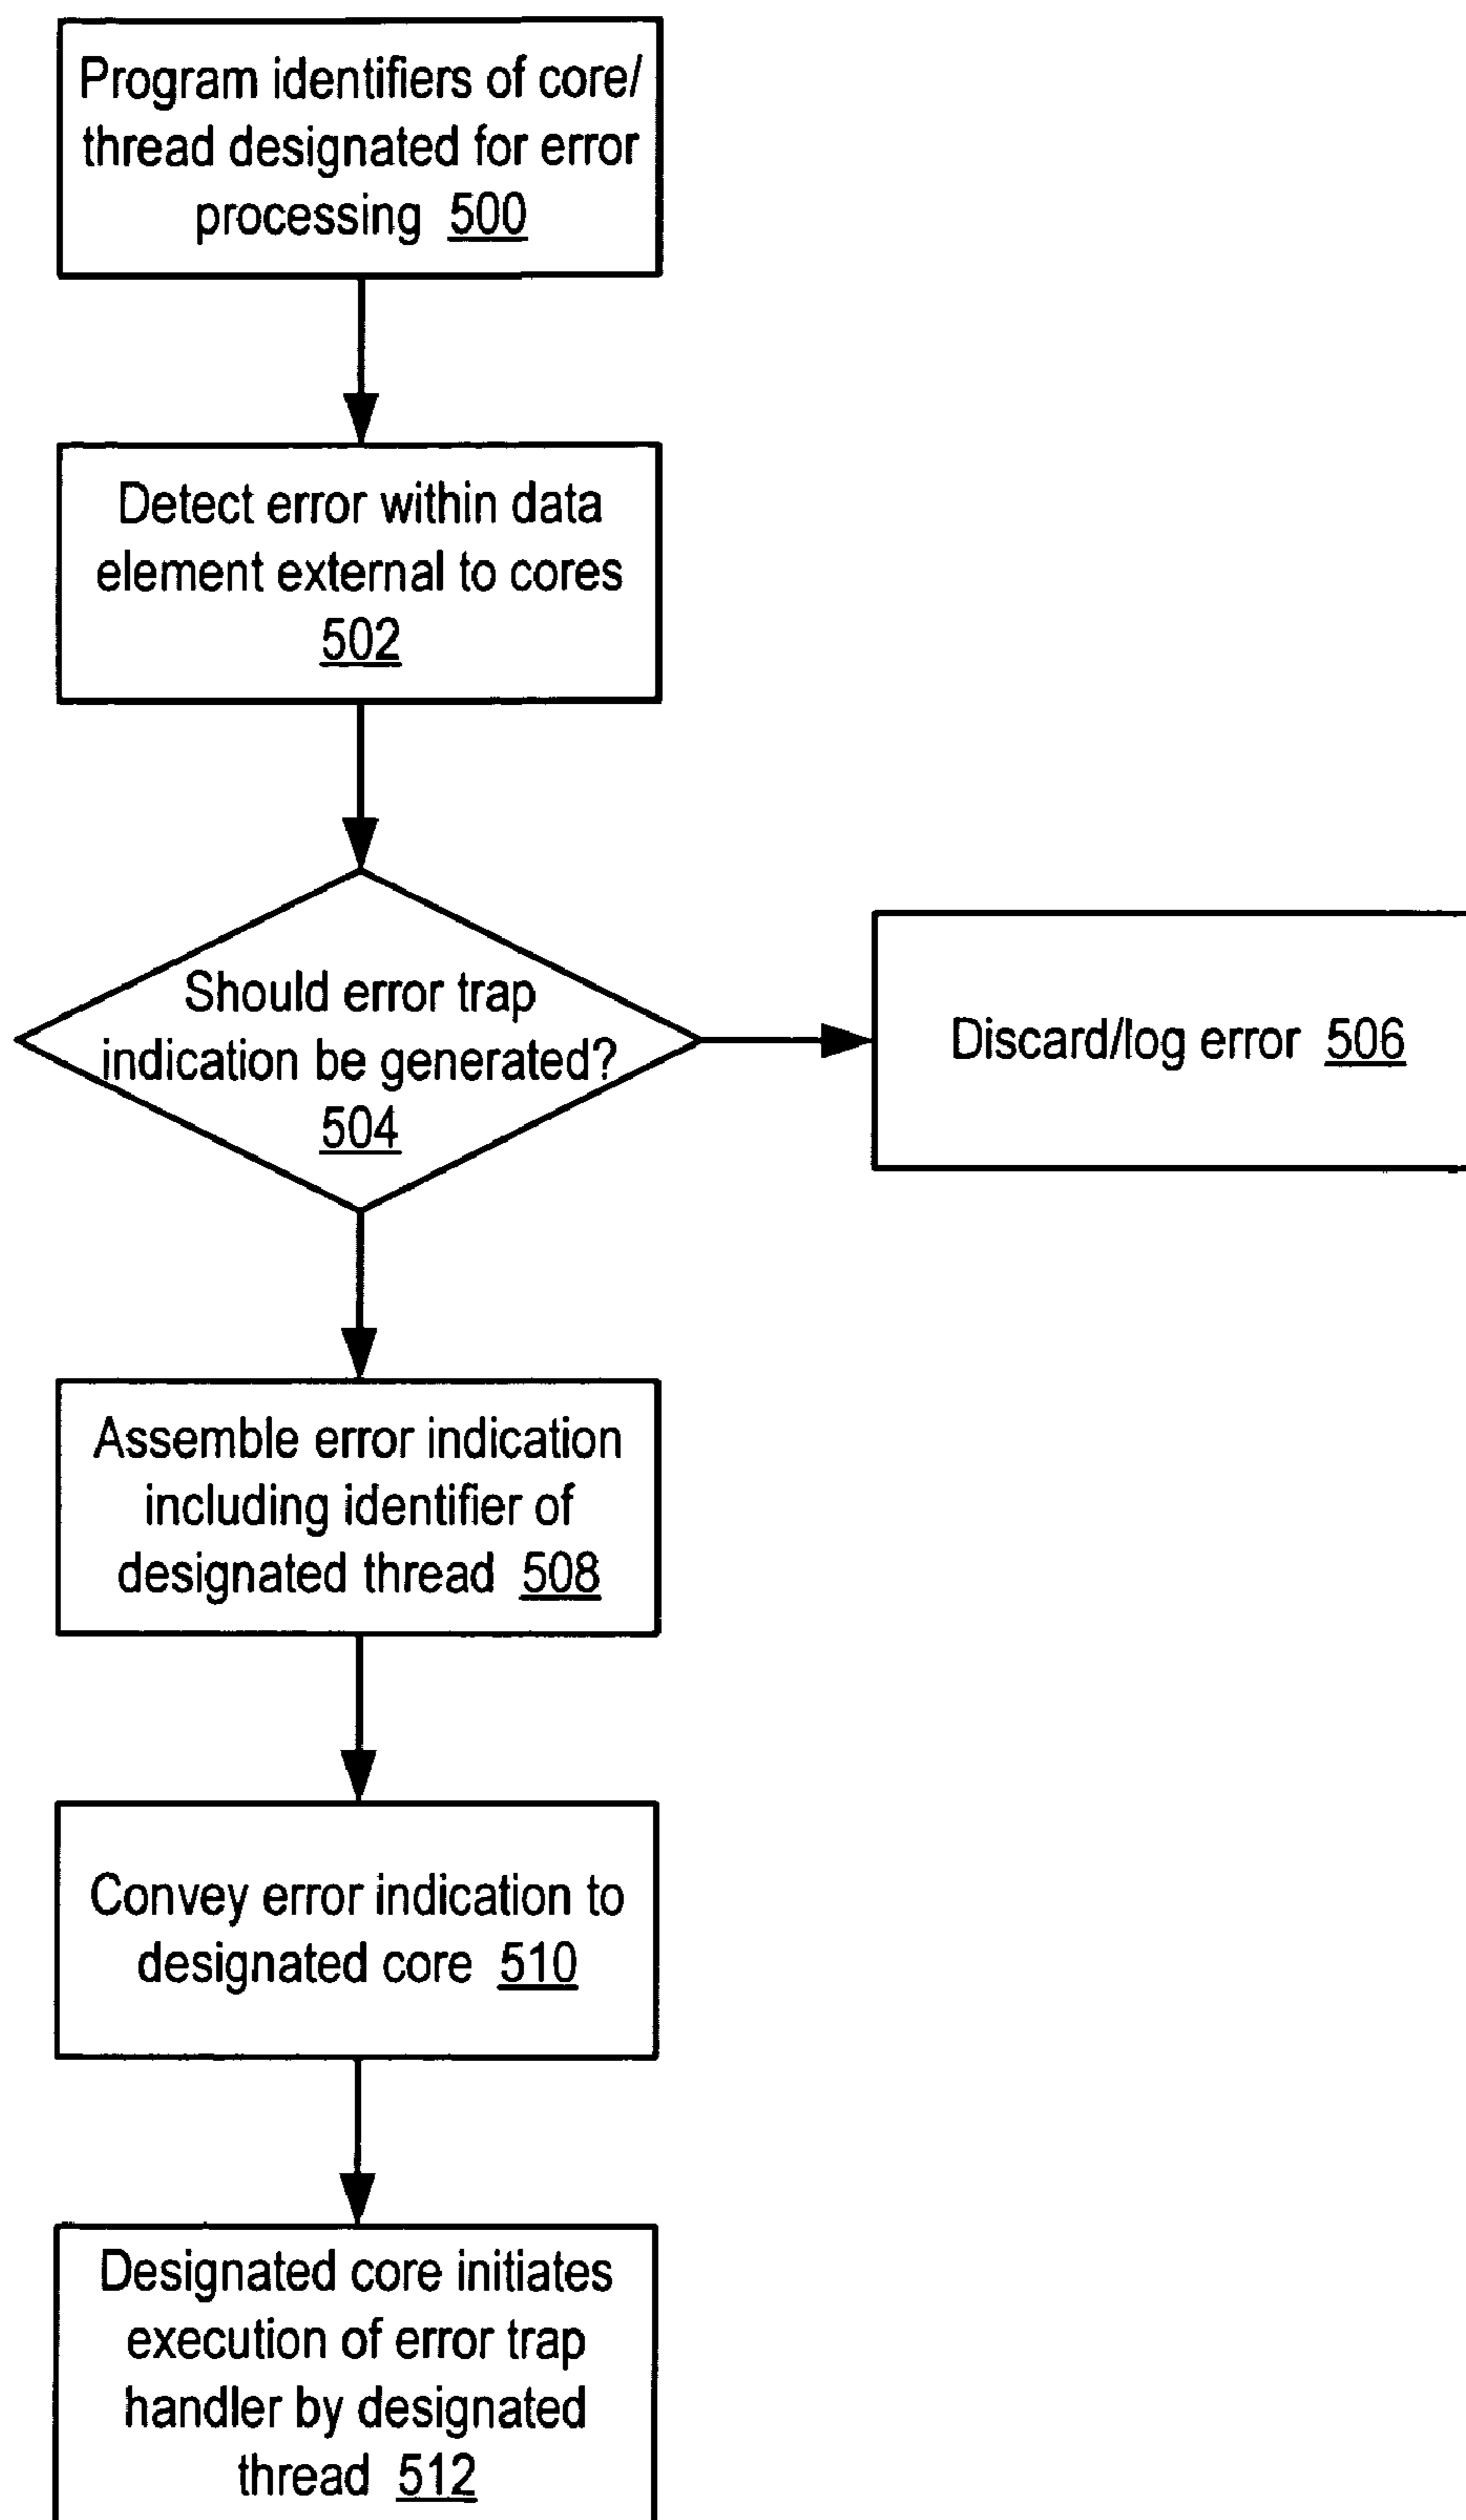 Program identifiers of core/
thread designated for error
processing 500
Detect error within data
element external to cores
502
Should error trap
indication be generated?
504
Discard/log error 506
Assemble error indication
including identifier of
designated thread 508
Convey error indication to
designated core 510
Designated core initiates
execution of error trap
handler by designated
thread 512